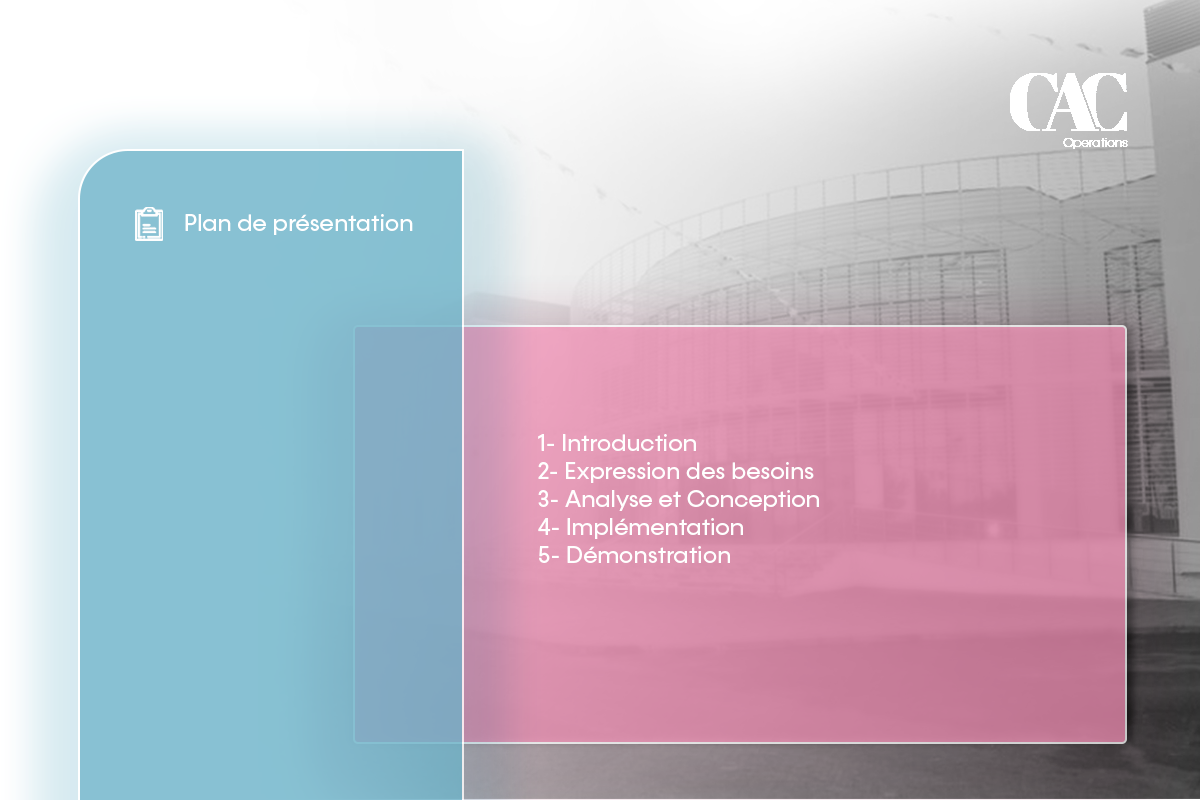 CAC
Operations
Plan de présentation
1- Introduction
2- Expression des besoins
3- Analyse et Conception
4- Implémentation
5- Démonstration